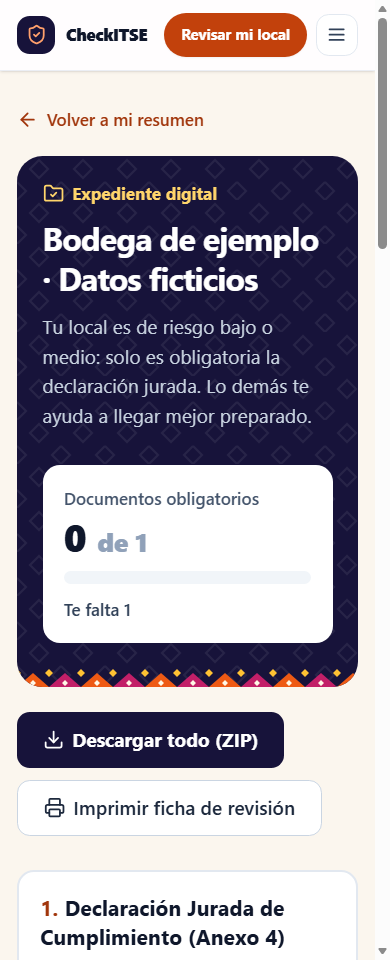 CheckITSE
Revisar mi local
Volver a mi resumen
Expediente digital
Bodega de ejemplo
· Datos ficticios
Tu local es de riesgo bajo o
medio: solo es obligatoria la
declaración jurada. Lo demás te
ayuda a llegar mejor preparado.
Documentos obligatorios
0 de 1
Te falta 1
Descargar todo (ZIP)
Imprimir ficha de revisión
1. Declaración Jurada de
Cumplimiento (Anexo 4)